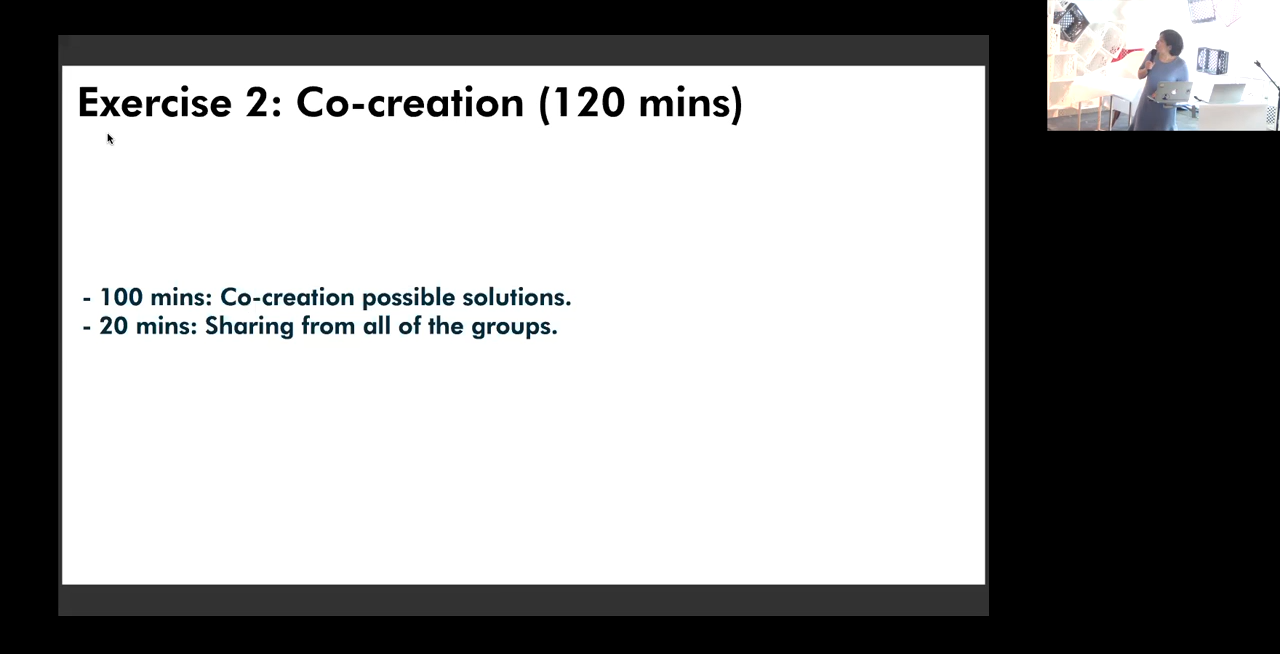 Exercise 2: Co-creation (120 mins)
- 100 mins: Co-creation possible solutions.
- 20 mins: Sharing from all of the groups.